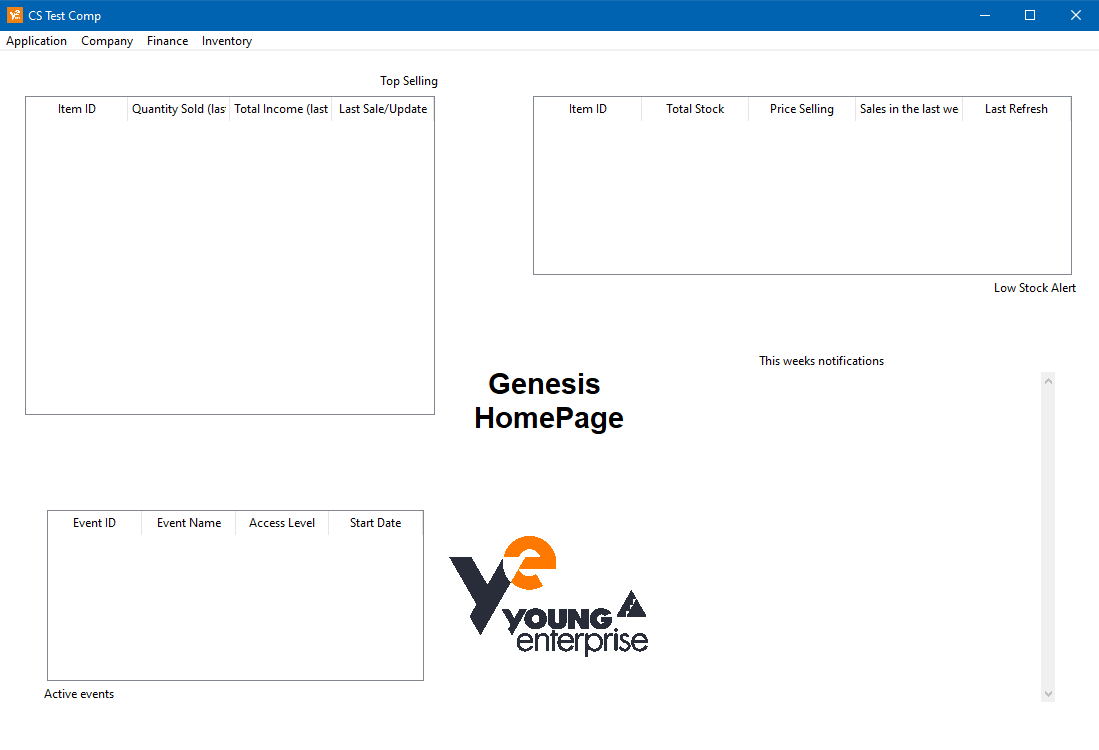 CS Test Comp
Application Company Finance Inventory
Top Selling
Item ID Quantity Sold (las Total Income (last Last Sale/Update
Item ID Total Stock Price Selling Sales in the last we Last Refresh
Low Stock Alert
This weeks notifications
Genesis
HomePage
Event ID Event Name Access Level Start Date
Active events
ye
YOUNG
enterprise